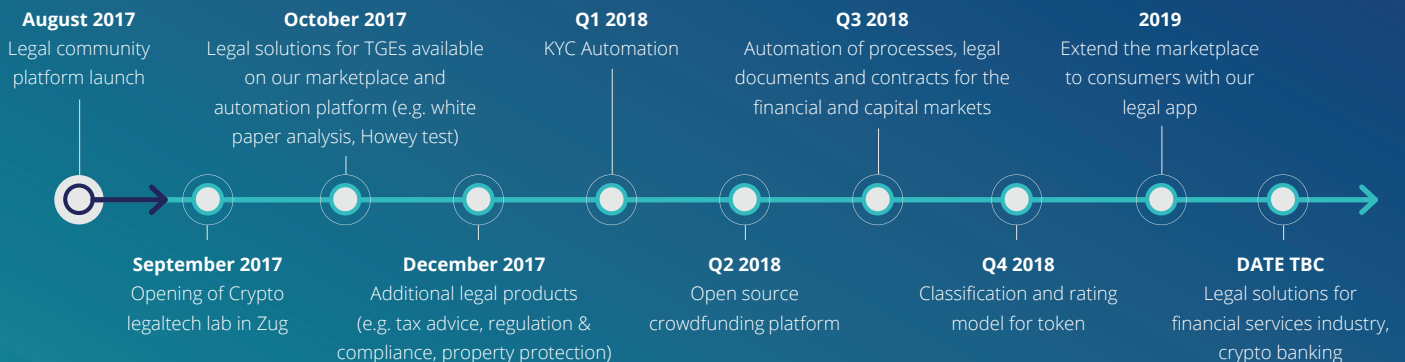 August 2017
Legal community
platform launch
October 2017
Legal solutions for TGEs available
on our marketplace and
automation platform (e.g. white
paper analysis, Howey test)
Q1 2018
KYC Automation
Q3 2018
Automation of processes, legal
documents and contracts for the
financial and capital markets
2019
Extend the marketplace
to consumers with our
legal app
September 2017
Opening of Crypto
legaltech lab in Zug
December 2017
Additional legal products
(e.g. tax advice, regulation &
compliance, property protection)
Q2 2018
Open source
crowdfunding platform
Q4 2018
Classification and rating
model for token
DATE TBC
Legal solutions for
financial services industry,
crypto banking